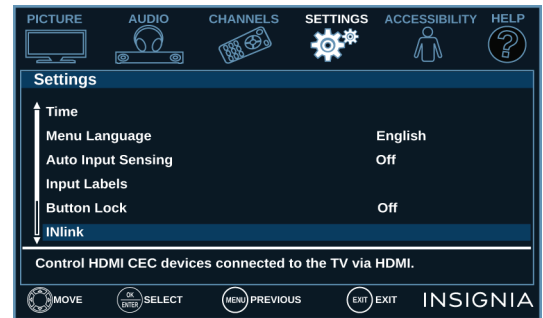 PICTURE AUDIO CHANNELS SETTINGS ACCESSIBILITY HELP
Settings
Time
Menu Language English
Auto Input Sensing Off
Input Labels
Button Lock Off
INlink
Control HDMI CEC devices connected to the TV via HDMI.
MOVE OK ENTER SELECT MENU PREVIOUS EXIT EXIT INSIGNIA